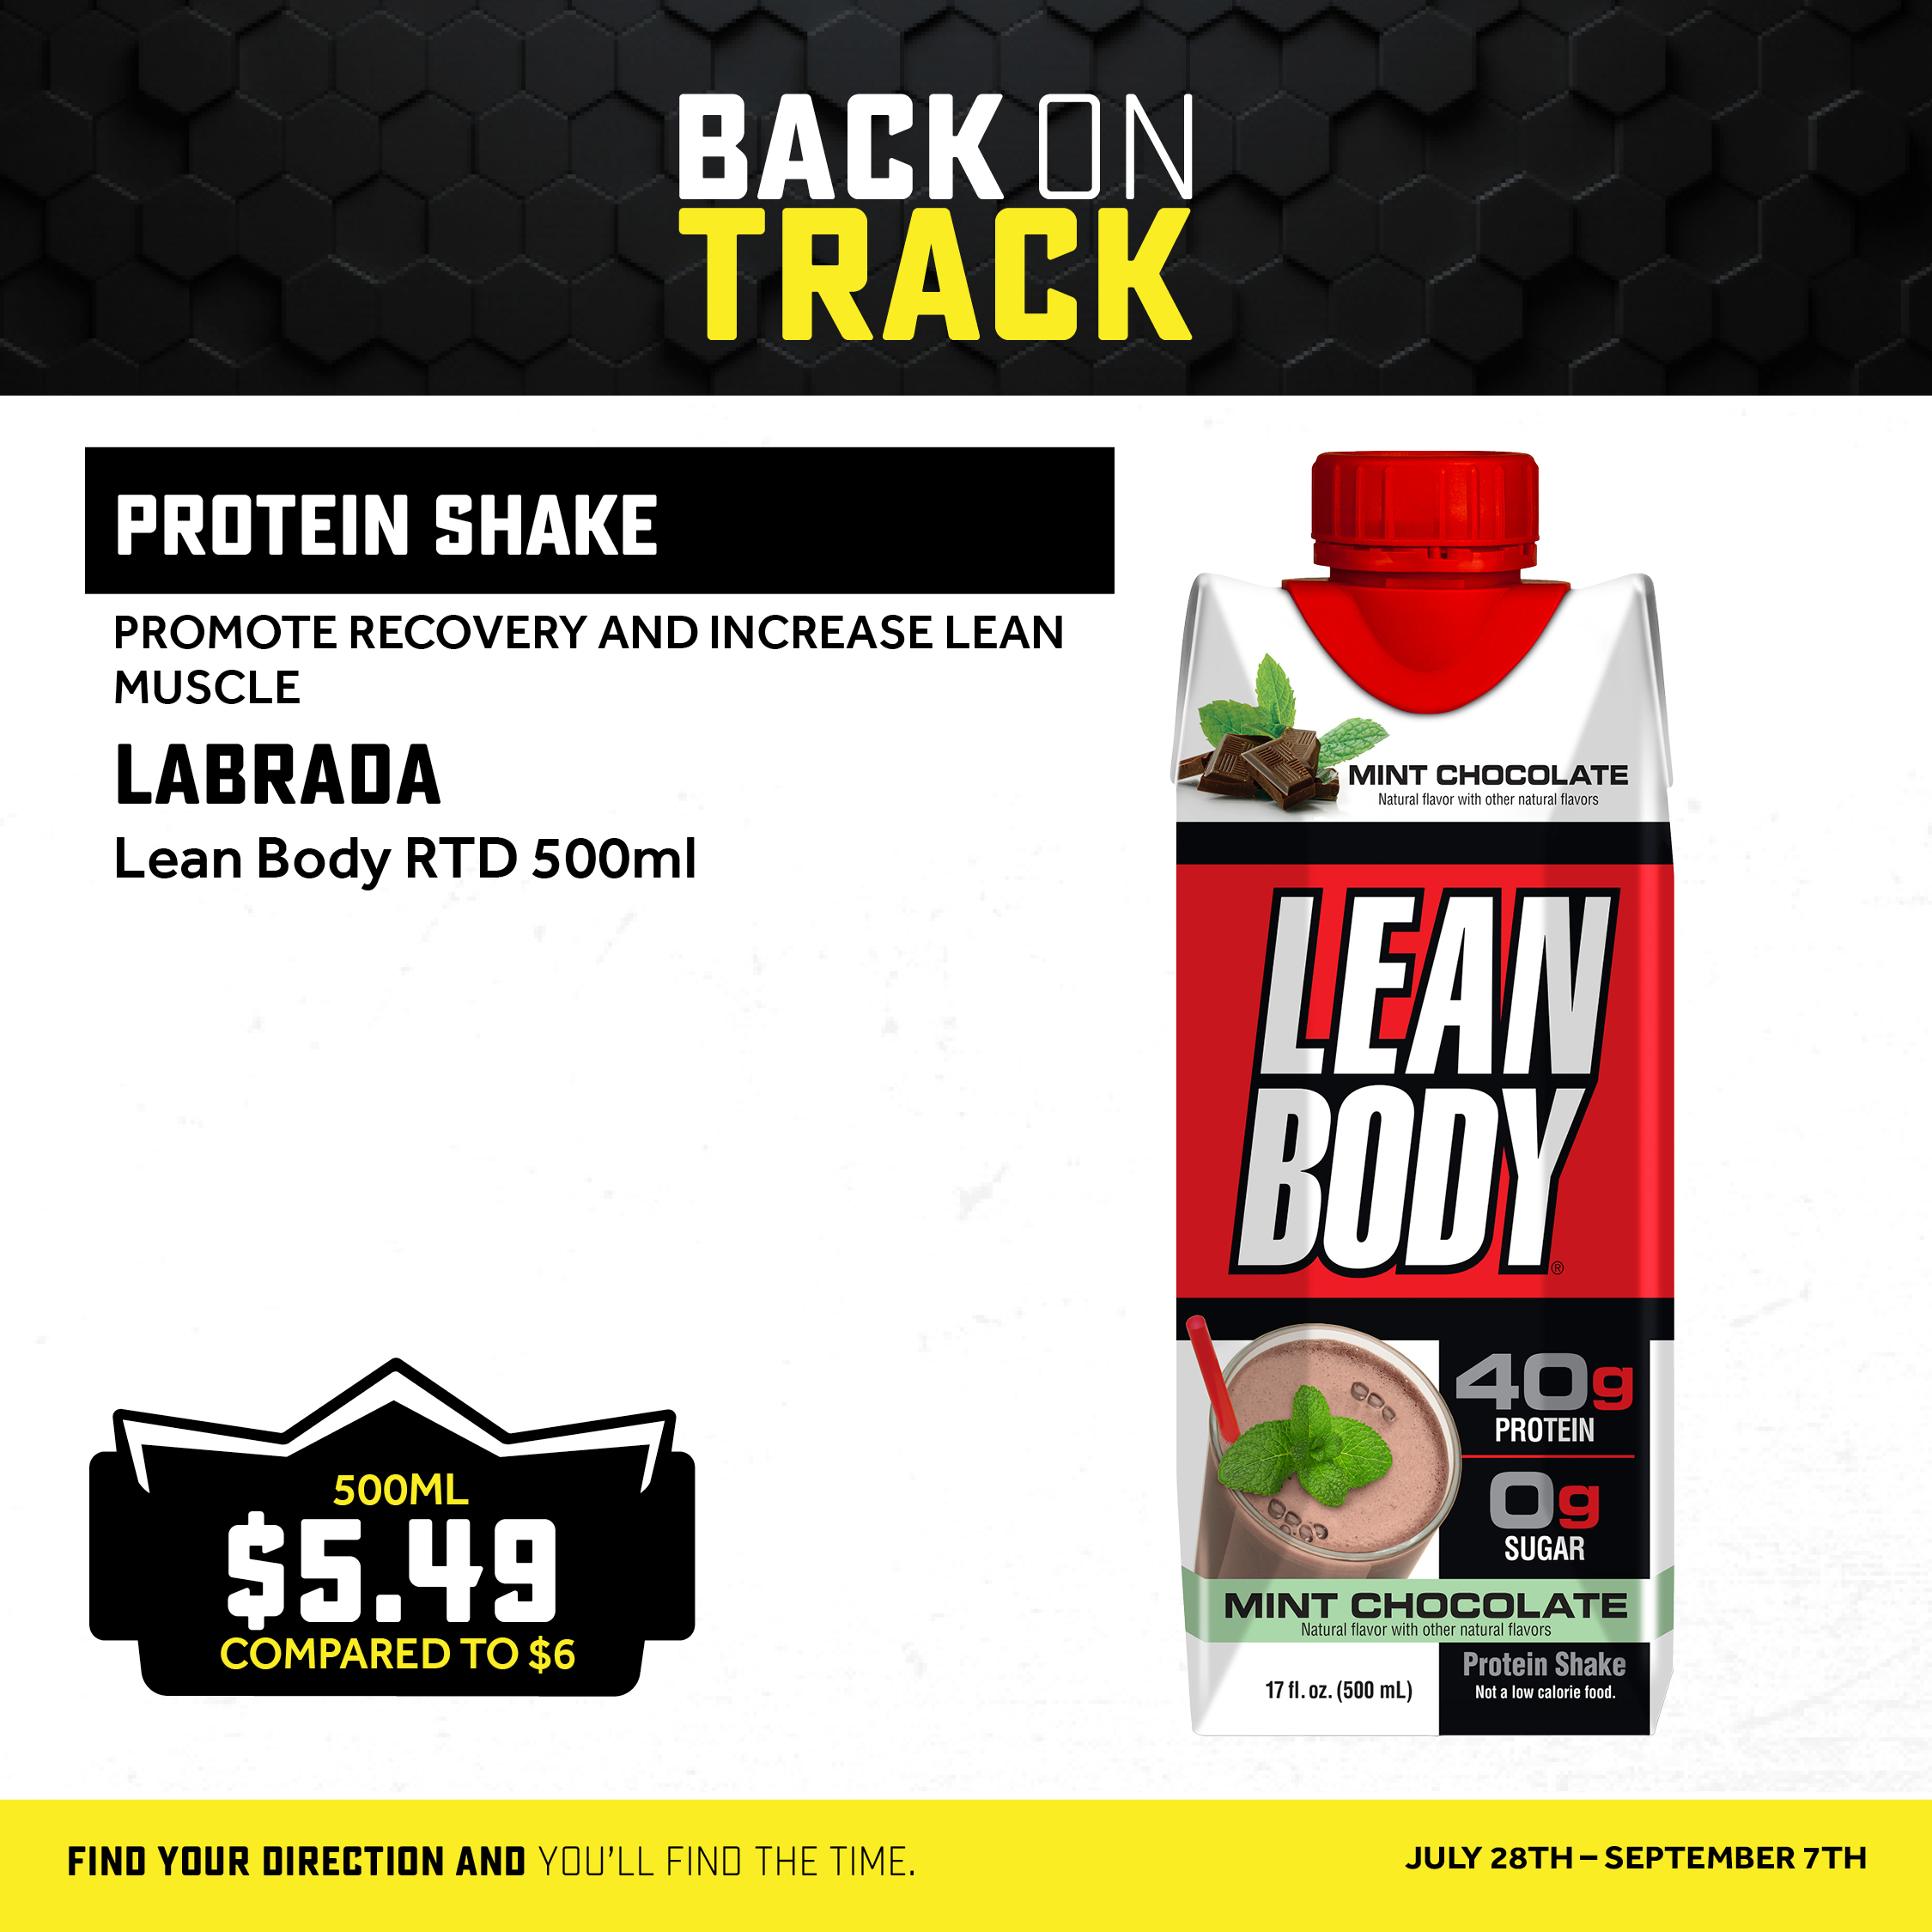 BACK ON
TRACK
PROTEIN SHAKE
PROMOTE RECOVERY AND INCREASE LEAN
MUSCLE
LABRADA
Lean Body RTD 500ml
MINT CHOCOLATE
Natural flavor with other natural flavors
LEAN
BODY®
40g
PROTEIN
0g
SUGAR
MINT CHOCOLATE
Natural flavor with other natural flavors
Protein Shake
Not a low calorie food.
17 fl. oz. (500 mL)
500ML
$5.49
COMPARED TO $6
FIND YOUR DIRECTION AND YOU'LL FIND THE TIME.
JULY 28TH – SEPTEMBER 7TH